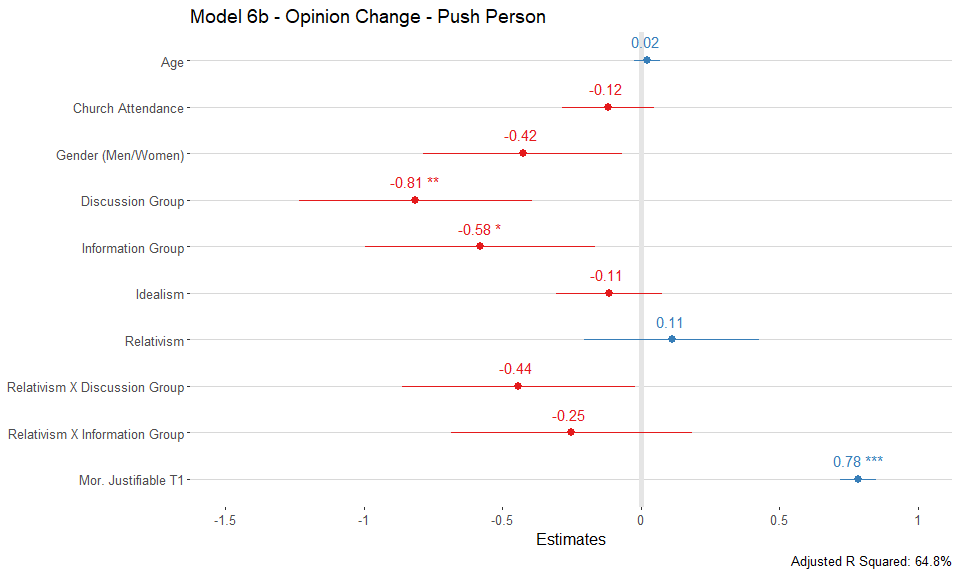 Model 6b - Opinion Change - Push Person
Age
0.02
Church Attendance
-0.12
Gender (Men/Women)
-0.42
Discussion Group
-0.81 **
Information Group
-0.58 *
Idealism
-0.11
Relativism
0.11
Relativism X Discussion Group
-0.44
Relativism X Information Group
-0.25
Mor. Justifiable T1
0.78 ***
-1.5 -1 -0.5 0 0.5 1
Estimates
Adjusted R Squared: 64.8%